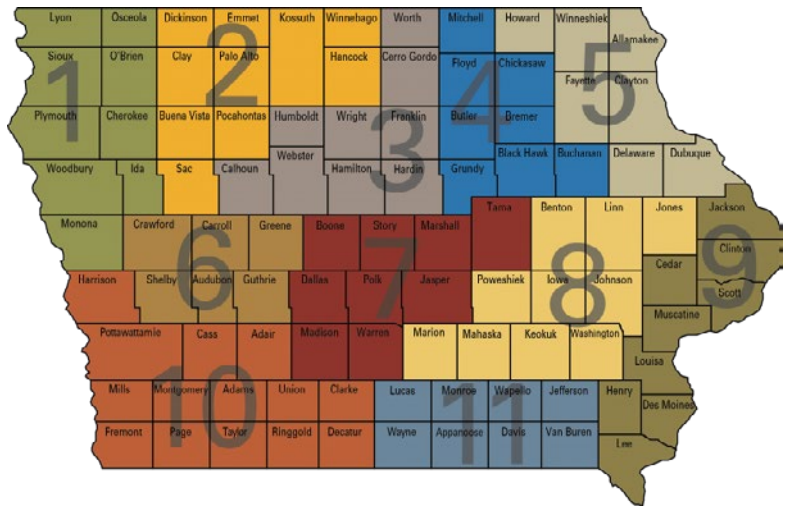 Lyon Osceola Dickinson Emmet Kossuth Winnebago Worth Mitchell Howard Winneshiek Allamakee
Sioux O'Brien Clay Palo Alto Hancock Cerro Gordo Floyd Chickasaw Fayette Clayton
1 2 3 4 5
Plymouth Cherokee Buena Vista Pocahontas Humboldt Wright Franklin Butler Bremer
Woodbury Ida Sac Calhoun Webster Hamilton Hardin Grundy Black Hawk Buchanan Delaware Dubuque
Monona Crawford Carroll Greene Boone Story Marshall Tama Benton Linn Jones Jackson
Clinton
6 7 8 9
Harrison Shelby Audubon Guthrie Dallas Polk Jasper Poweshiek Iowa Johnson Cedar Scott
Muscatine
Pottawattamie Cass Adair Madison Warren Marion Mahaska Keokuk Washington Louisa
Mills Montgomery Adams Union Clarke Lucas Monroe Wapello Jefferson Henry Des Moines
10 11
Fremont Page Taylor Ringgold Decatur Wayne Appanoose Davis Van Buren Lee